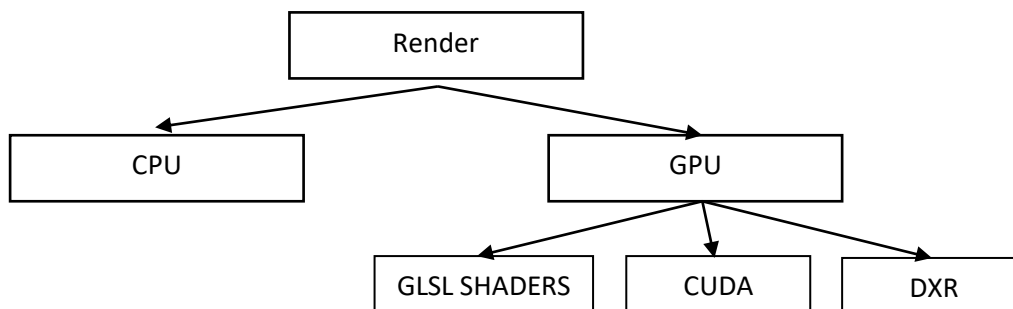 Render
CPU
GPU
GLSL SHADERS
CUDA
DXR